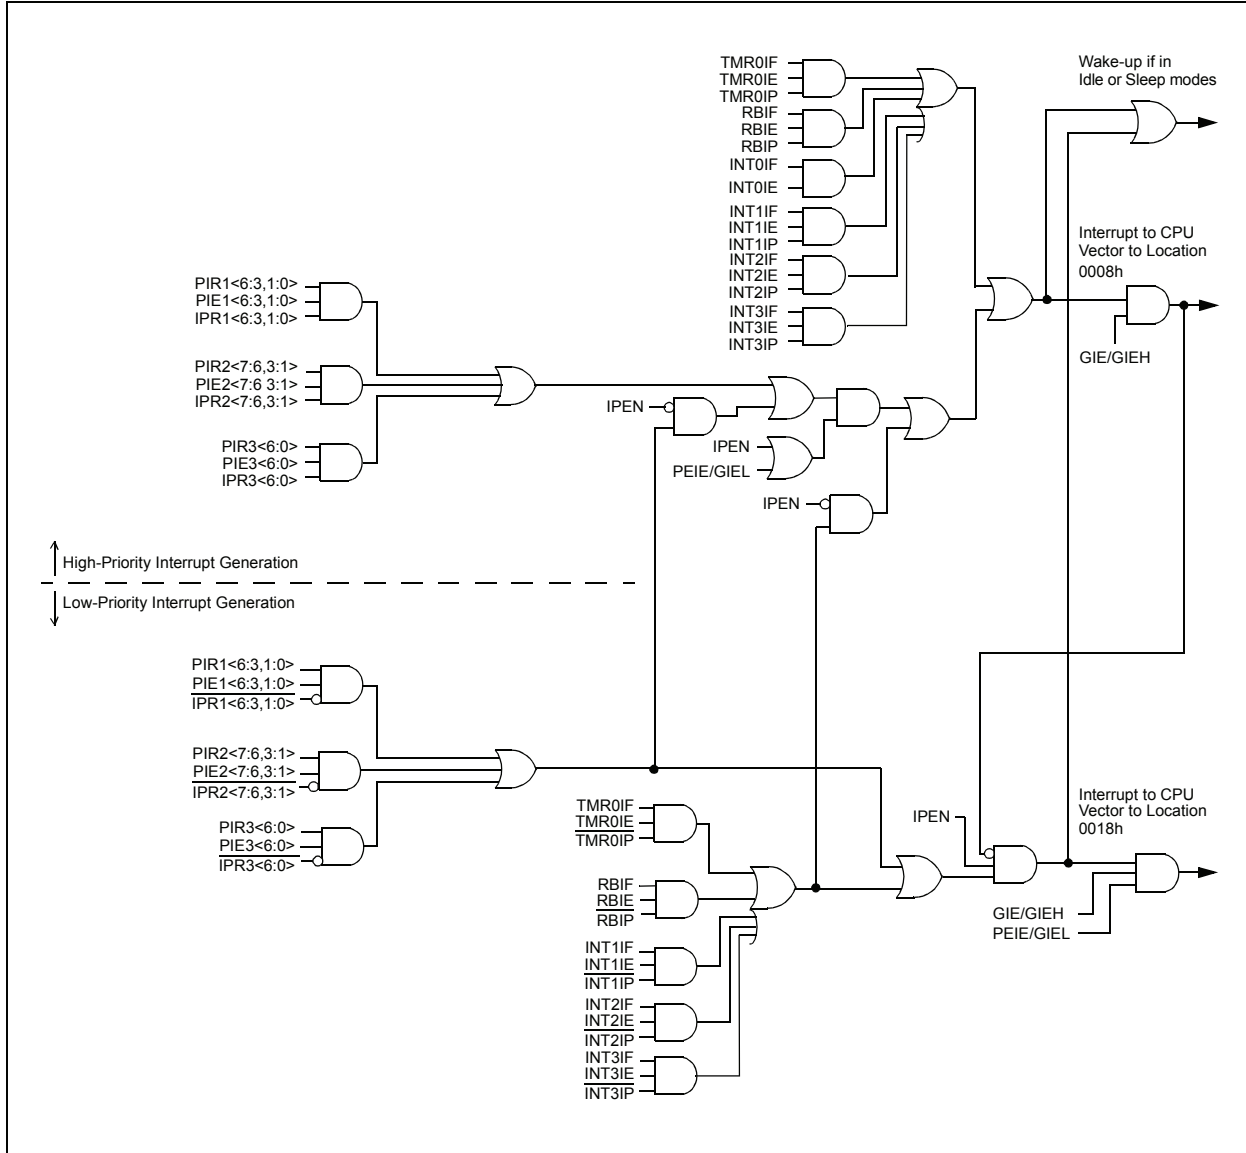 TMR0IF
TMR0IE
TMR0IP
RBIF
RBIE
RBIP
INT0IF
INT0IE
INT1IF
INT1IE
INT1IP
INT2IF
INT2IE
INT2IP
INT3IF
INT3IE
INT3IP
Wake-up if in
Idle or Sleep modes
Interrupt to CPU
Vector to Location
0008h
GIE/GIEH
PIR1<6:3,1:0>
PIE1<6:3,1:0>
IPR1<6:3,1:0>
PIR2<7:6,3:1>
PIE2<7:6 3:1>
IPR2<7:6,3:1>
PIR3<6:0>
PIE3<6:0>
IPR3<6:0>
IPEN
IPEN
PEIE/GIEL
IPEN
High-Priority Interrupt Generation
Low-Priority Interrupt Generation
PIR1<6:3,1:0>
PIE1<6:3,1:0>
IPR1<6:3,1:0>
PIR2<7:6,3:1>
PIE2<7:6,3:1>
IPR2<7:6,3:1>
PIR3<6:0>
PIE3<6:0>
IPR3<6:0>
TMR0IF
TMR0IE
TMR0IP
RBIF
RBIE
RBIP
INT1IF
INT1IE
INT1IP
INT2IF
INT2IE
INT2IP
INT3IF
INT3IE
INT3IP
IPEN
Interrupt to CPU
Vector to Location
0018h
GIE/GIEH
PEIE/GIEL